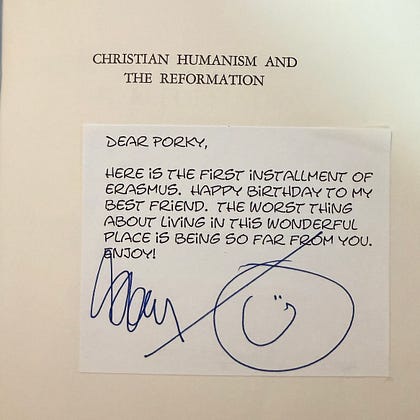 CHRISTIAN HUMANISM AND
THE REFORMATION
DEAR PORKY,
HERE IS THE FIRST INSTALLMENT OF
ERASMUS. HAPPY BIRTHDAY TO MY
BEST FRIEND. THE WORST THING
ABOUT LIVING IN THIS WONDERFUL
PLACE IS BEING SO FAR FROM YOU.
ENJOY!